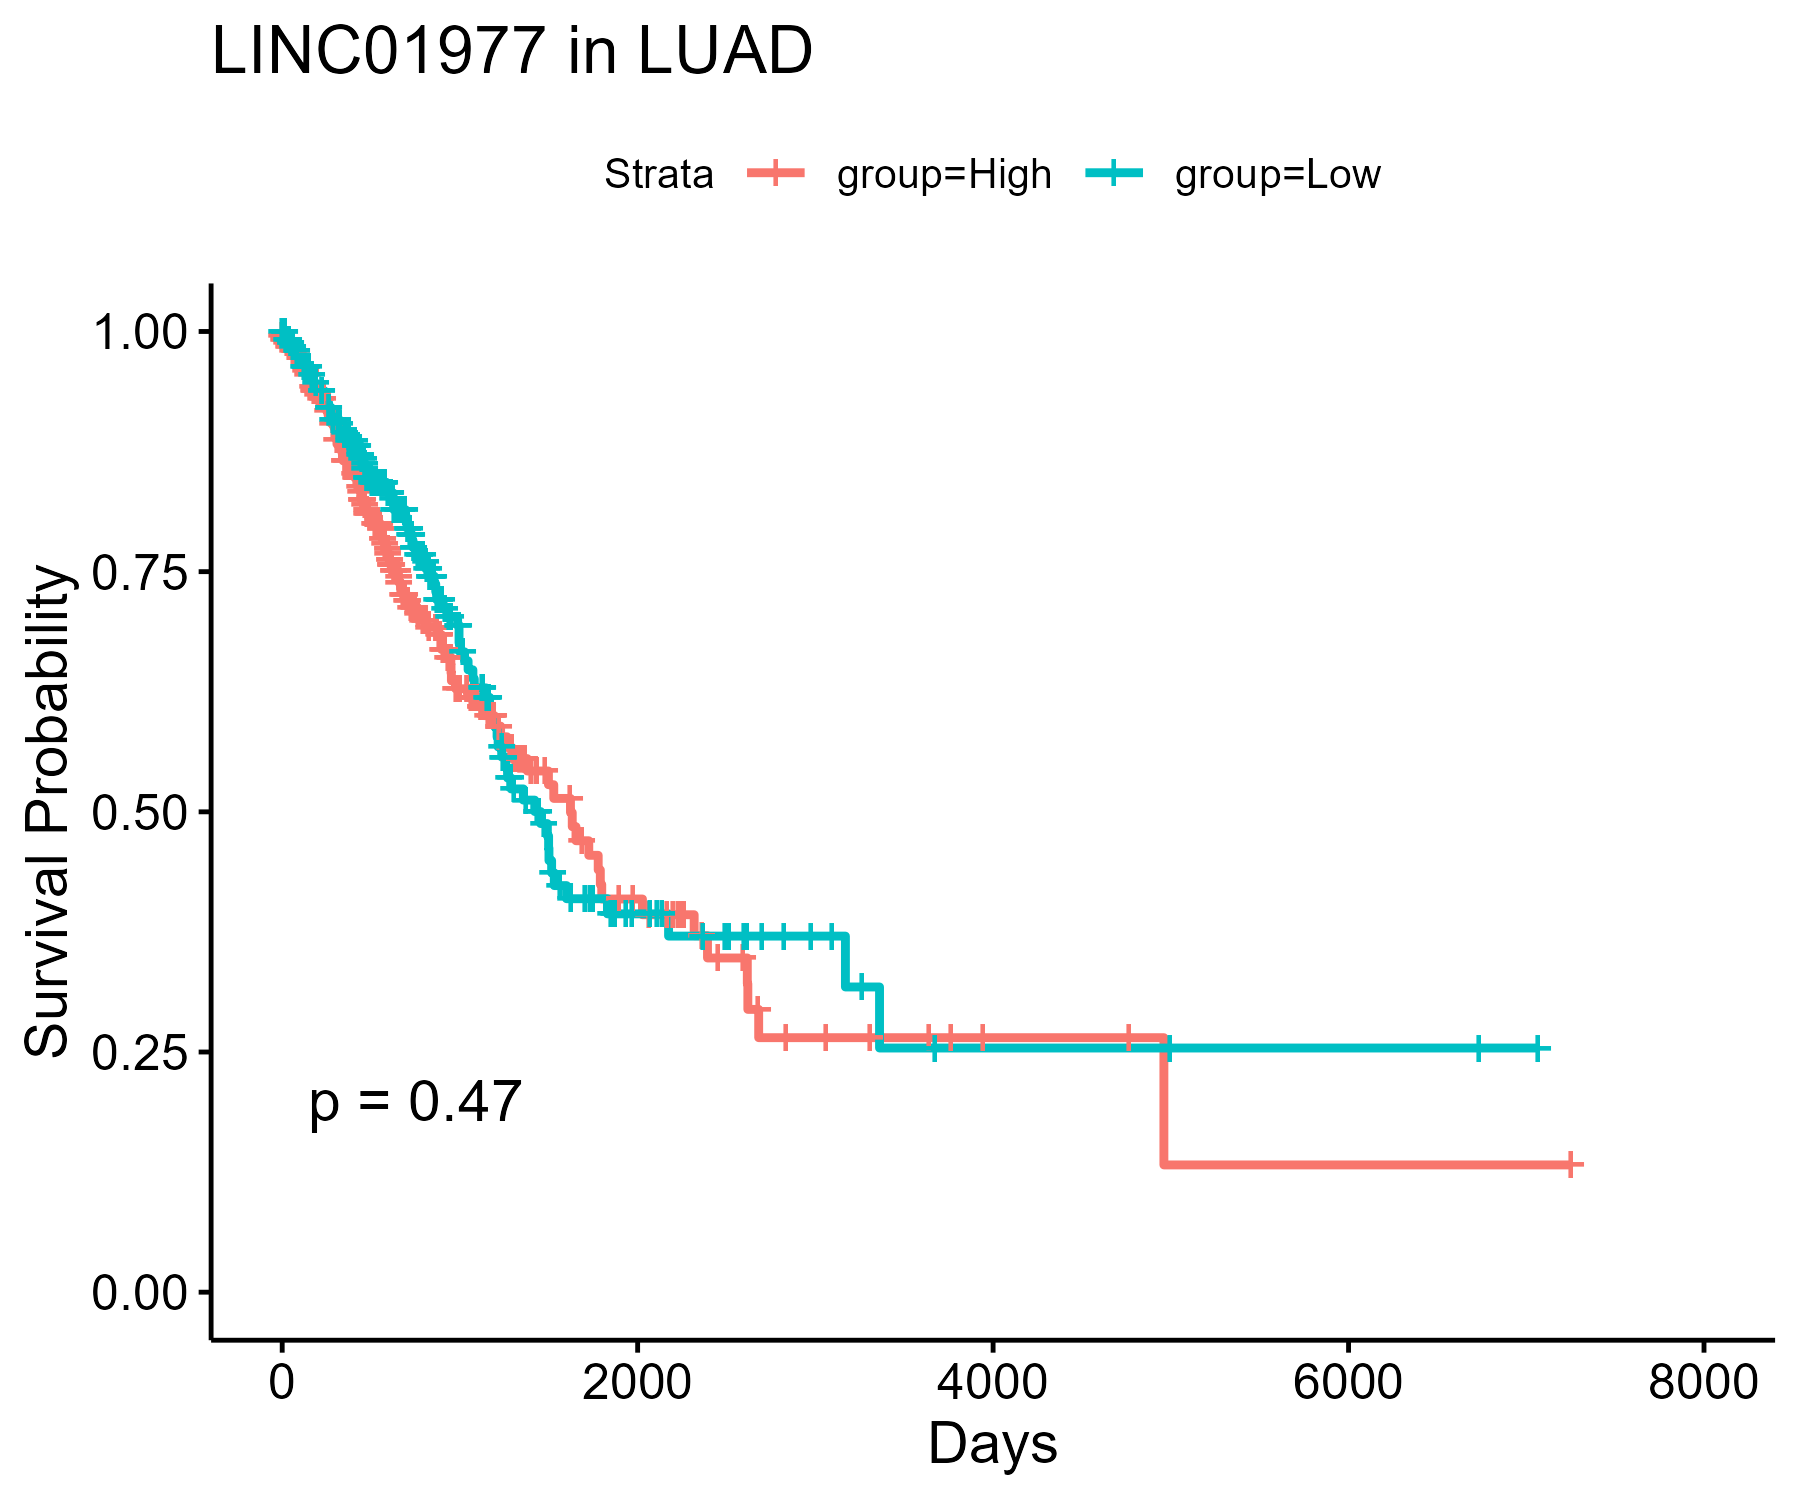 LINC01977 in LUAD
Strata group=High group=Low
Survival Probability
1.00
0.75
0.50
0.25
0.00
p = 0.47
0 2000 4000 6000 8000
Days